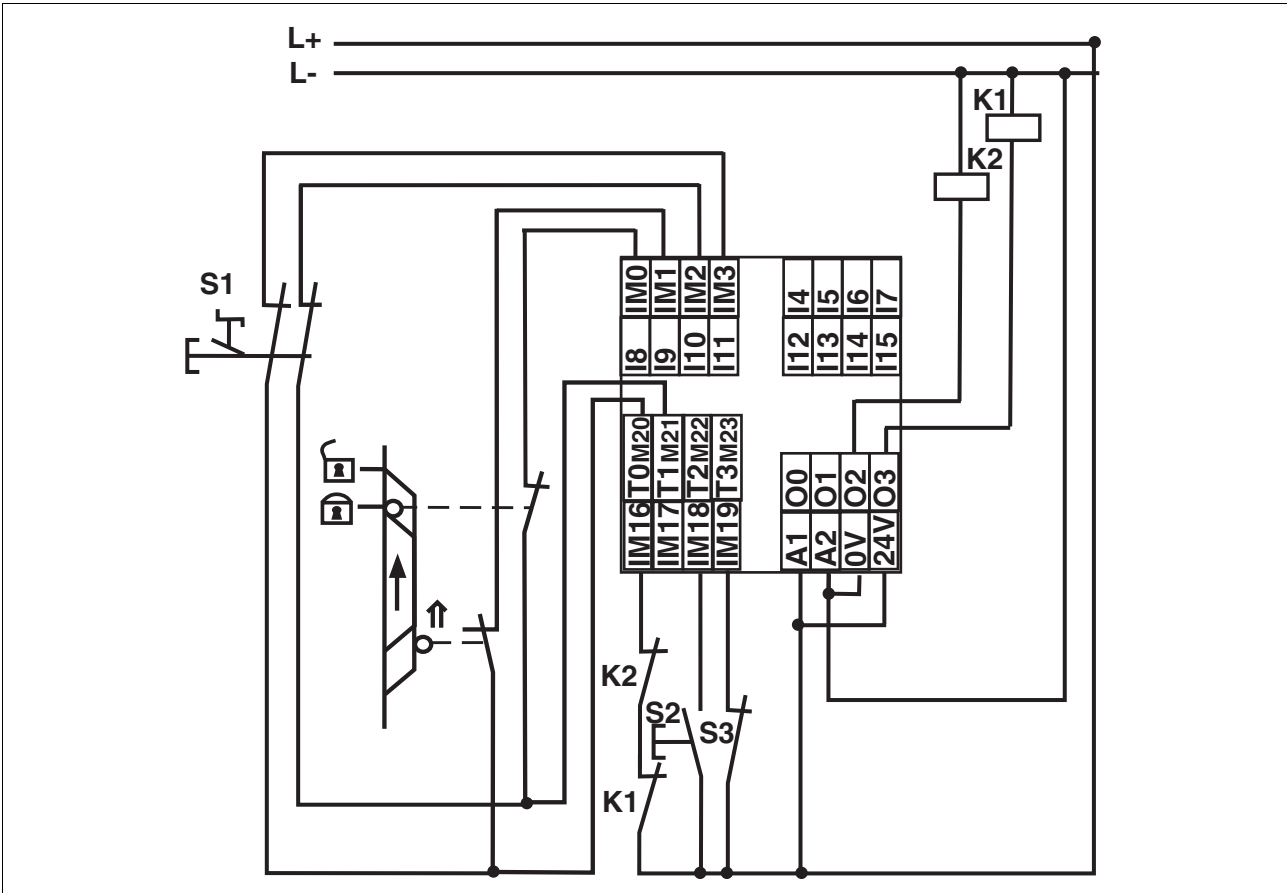 L+
L-
K1
K2
S1
IM0 IM1 IM2 IM3 I4 I5 I6 I7
I8 I9 I10 I11 I12 I13 I14 I15
T0M20 T1M21 T2M22 T3M23 O0 O1 O2 O3
IM16 IM17 IM18 IM19 A1 A2 0V 24V
K2
S2 S3
K1